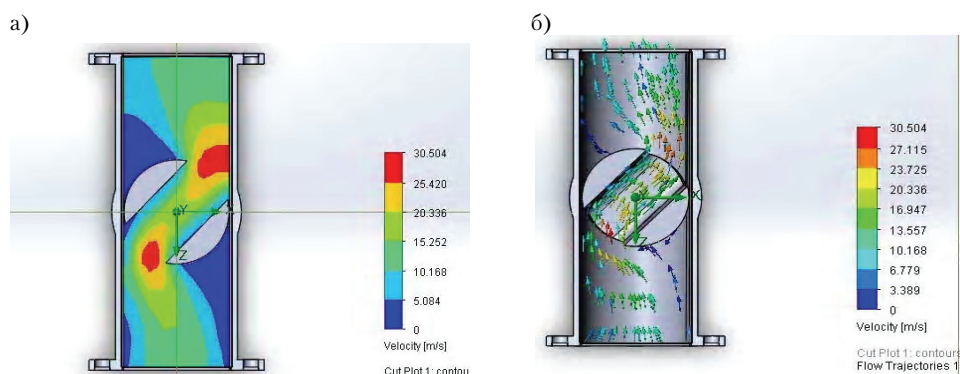 а)
Y
Z
30.504
25.420
20.336
15.252
10.168
5.084
0
Velocity [m/s]
Cut Plot 1: contou
б)
X
Z
30.504
27.115
23.725
20.336
16.947
13.557
10.168
6.779
3.389
0
Velocity [m/s]
Cut Plot 1: contours
Flow Trajectories 1